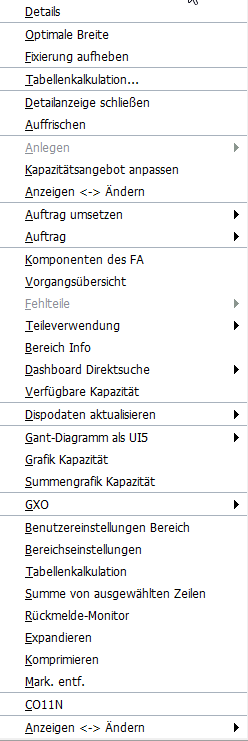 Details
Optimale Breite
Fixierung aufheben
Tabellenkalkulation...
Detailanzeige schließen
Auffrischen
Anlegen
Kapazitätsangebot anpassen
Anzeigen <-> Ändern
Auftrag umsetzen
Auftrag
Komponenten des FA
Vorgangsübersicht
Fehlteile
Teileverwendung
Bereich Info
Dashboard Direktsuche
Verfügbare Kapazität
Dispodaten aktualisieren
Gant-Diagramm als UI5
Grafik Kapazität
Summengrafik Kapazität
GXO
Benutzereinstellungen Bereich
Bereichseinstellungen
Tabellenkalkulation
Summe von ausgewählten Zeilen
Rückmelde-Monitor
Expandieren
Komprimieren
Mark. entf.
CO11N
Anzeigen <-> Ändern